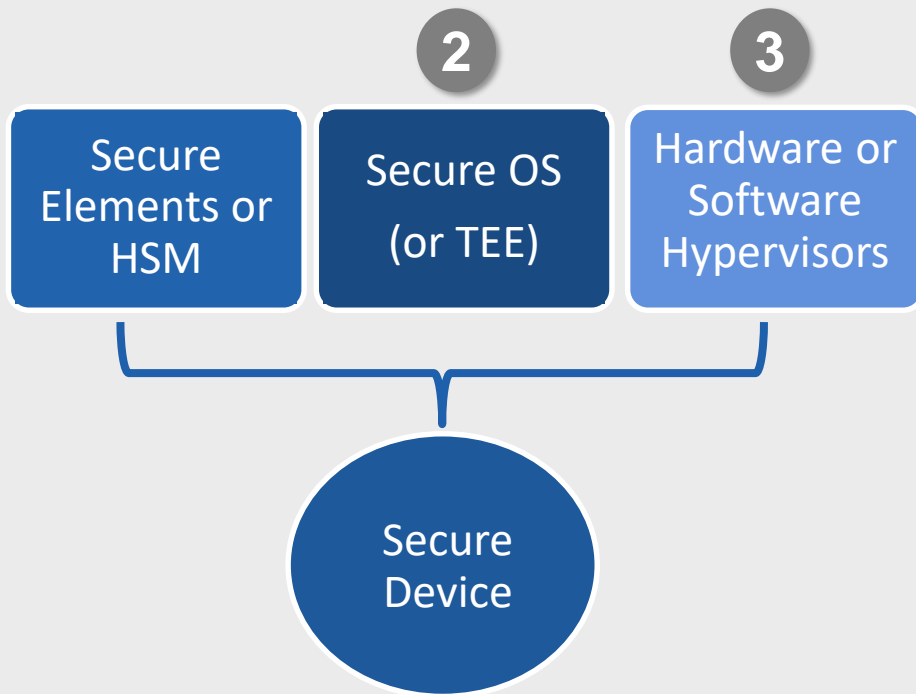 2
3
Secure
Elements or
HSM
Secure OS
(or TEE)
Hardware or
Software
Hypervisors
Secure
Device